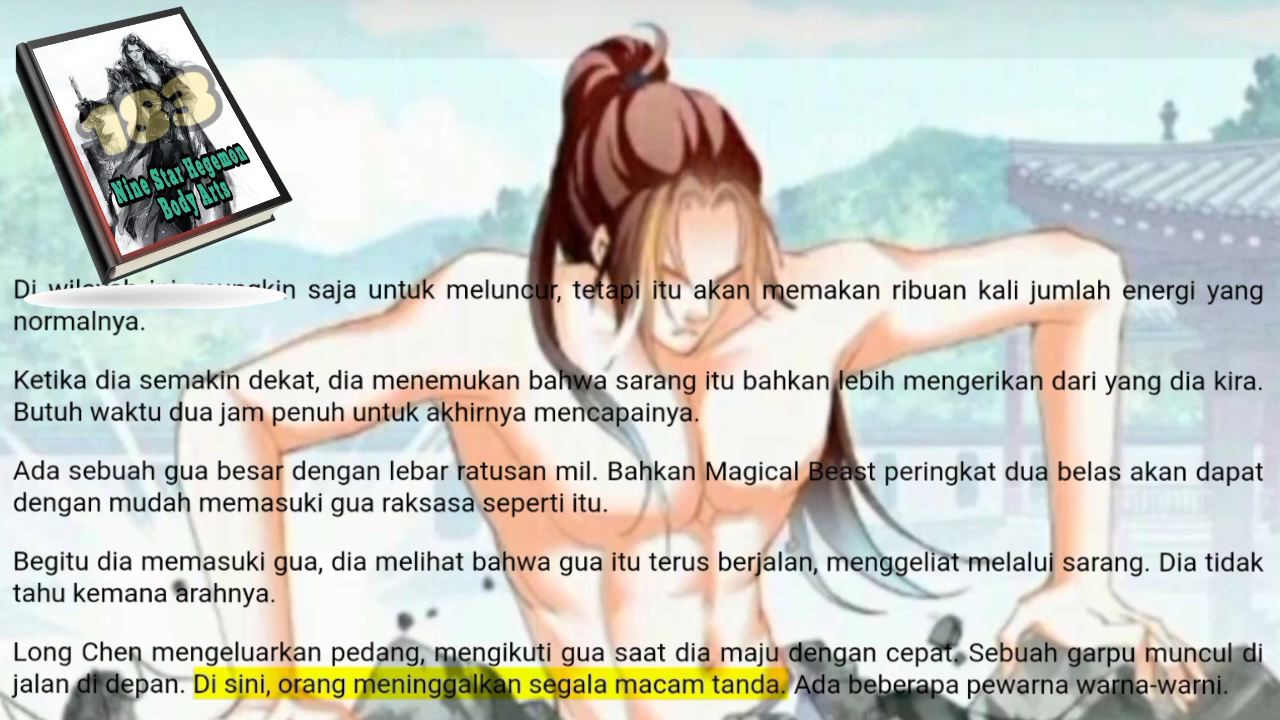 183
Nine Star Hegemon
Body Arts
Di wilayah ini mungkin saja untuk meluncur, tetapi itu akan memakan ribuan kali jumlah energi yang
normalnya.
Ketika dia semakin dekat, dia menemukan bahwa sarang itu bahkan lebih mengerikan dari yang dia kira.
Butuh waktu dua jam penuh untuk akhirnya mencapainya.
Ada sebuah gua besar dengan lebar ratusan mil. Bahkan Magical Beast peringkat dua belas akan dapat
dengan mudah memasuki gua raksasa seperti itu.
Begitu dia memasuki gua, dia melihat bahwa gua itu terus berjalan, menggeliat melalui sarang. Dia tidak
tahu kemana arahnya.
Long Chen mengeluarkan pedang, mengikuti gua saat dia maju dengan cepat. Sebuah garpu muncul di
jalan di depan. Di sini, orang meninggalkan segala macam tanda. Ada beberapa pewarna warna-warni.